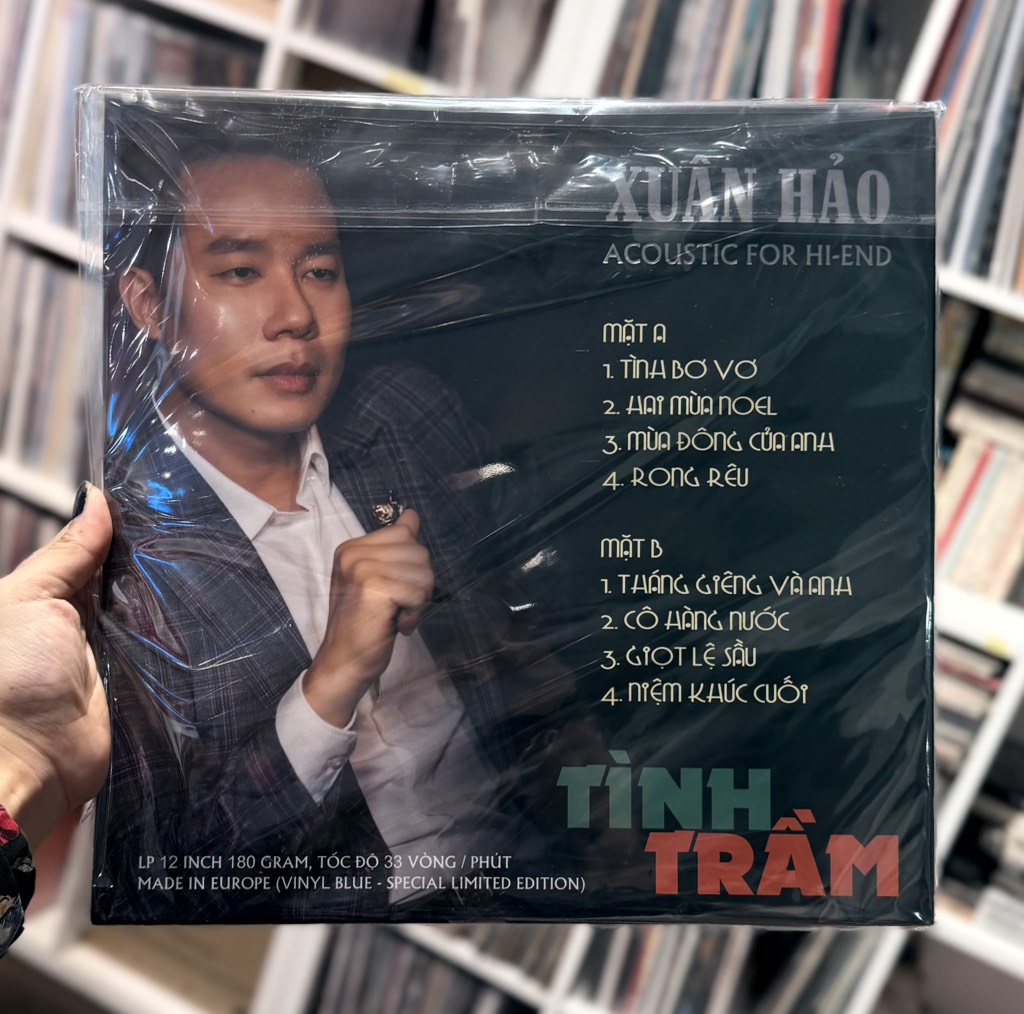 XUÂN HẢO
ACOUSTIC FOR HI-END
MẶT A
1. TÌNH BƠ VƠ
2. HAI MÙA NOEL
3. MÙA ĐÔNG CỦA ANH
4. RONG RÊU
MẶT B
1. THÁNG GIÊNG VÀ ANH
2. CÔ HÀNG NƯỚC
3. GIỌT LỆ SẦU
4. NIỆM KHÚC CUỐI
TÌNH
TRẦM
LP 12 INCH 180 GRAM, TỐC ĐỘ 33 VÒNG / PHÚT
MADE IN EUROPE (VINYL BLUE - SPECIAL LIMITED EDITION)